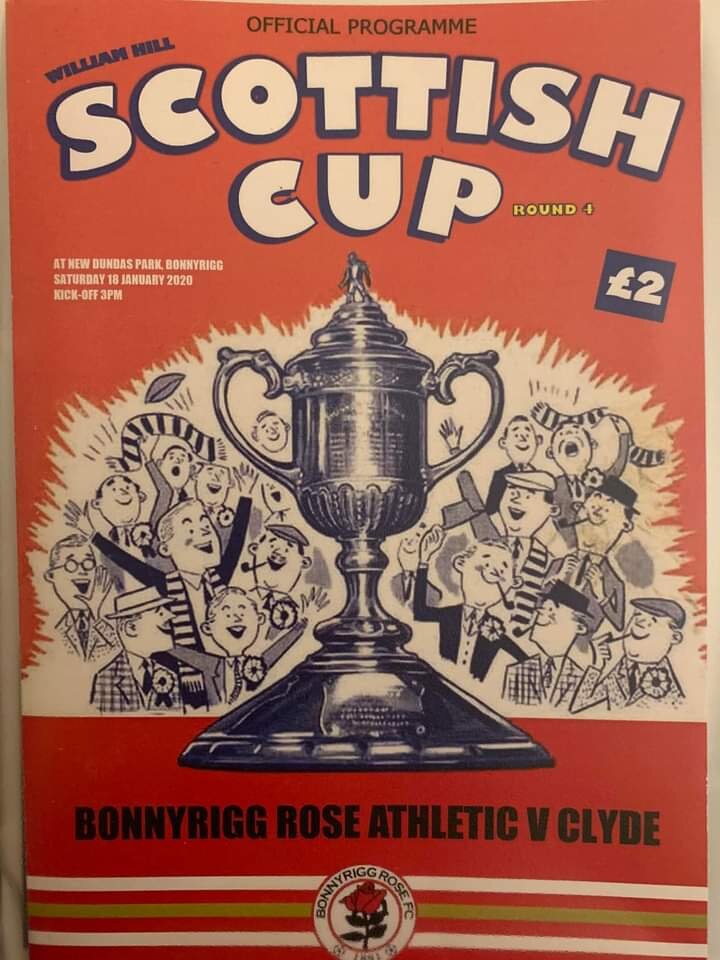 OFFICIAL PROGRAMME
WILLIAM HILL
SCOTTISH
CUP
ROUND 4
AT NEW DUNDAS PARK, BONNYRIGG
SATURDAY 18 JANUARY 2020
KICK-OFF 3PM
£2
BONNYRIGG ROSE ATHLETIC V CLYDE
BONNYRIGG ROSE FC
1881